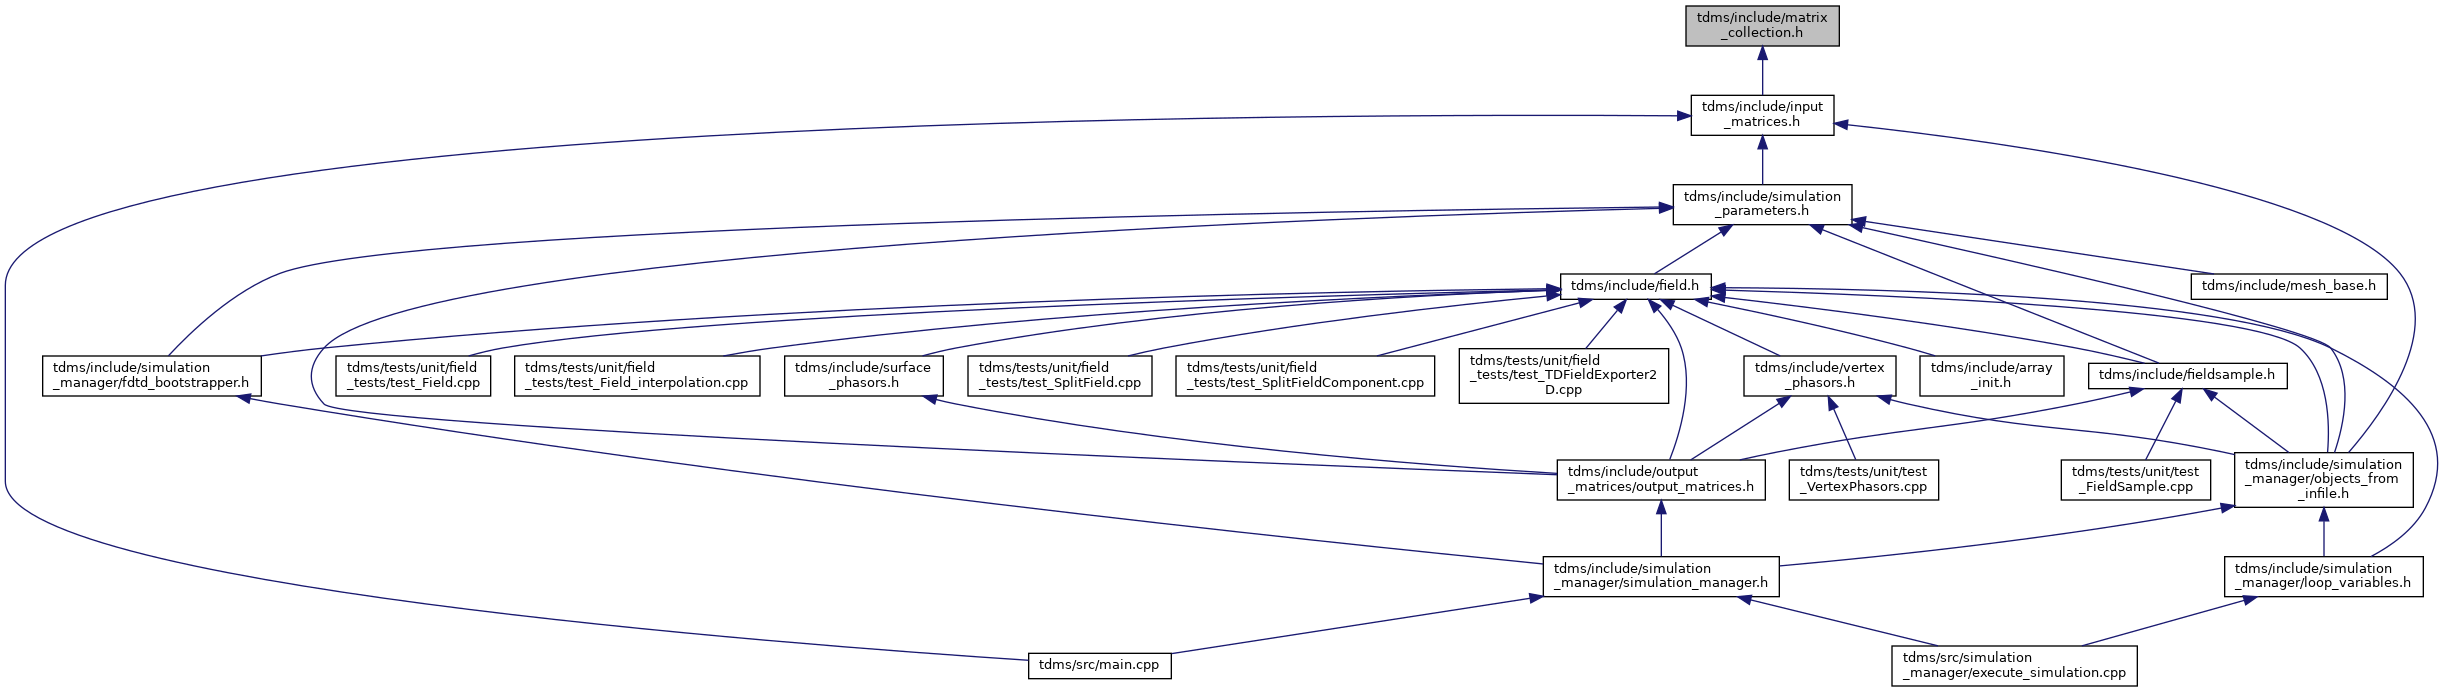 tdms/include/matrix
_collection.h
tdms/include/input
_matrices.h
tdms/include/simulation
_parameters.h
tdms/include/field.h
tdms/include/mesh_base.h
tdms/include/simulation
_manager/fdtd_bootstrapper.h
tdms/tests/unit/field
_tests/test_Field.cpp
tdms/tests/unit/field
_tests/test_Field_interpolation.cpp
tdms/include/surface
_phasors.h
tdms/tests/unit/field
_tests/test_SplitField.cpp
tdms/tests/unit/field
_tests/test_SplitFieldComponent.cpp
tdms/tests/unit/field
_tests/test_TDFieldExporter2
D.cpp
tdms/include/vertex
_phasors.h
tdms/include/array
_init.h
tdms/include/fieldsample.h
tdms/include/output
_matrices/output_matrices.h
tdms/tests/unit/test
_VertexPhasors.cpp
tdms/tests/unit/test
_FieldSample.cpp
tdms/include/simulation
_manager/objects_from
_infile.h
tdms/include/simulation
_manager/simulation_manager.h
tdms/include/simulation
_manager/loop_variables.h
tdms/src/main.cpp
tdms/src/simulation
_manager/execute_simulation.cpp